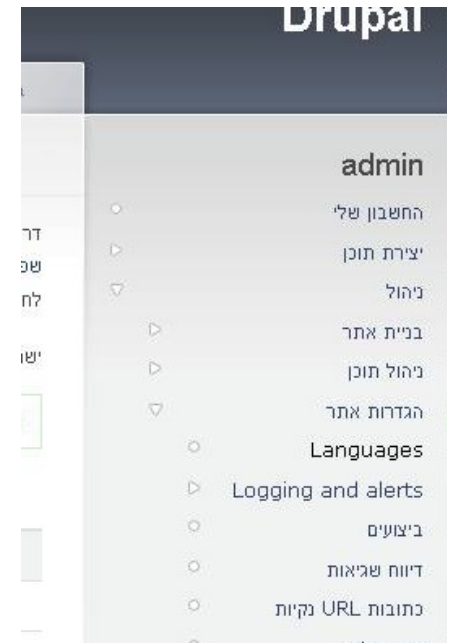 Drupal
admin
החשבון שלי
יצירת תוכן
ניהול
בניית אתר
ניהול תוכן
הגדרות אתר
Languages
Logging and alerts
ביצועים
דיווח שגיאות
כתובות URL נקיות